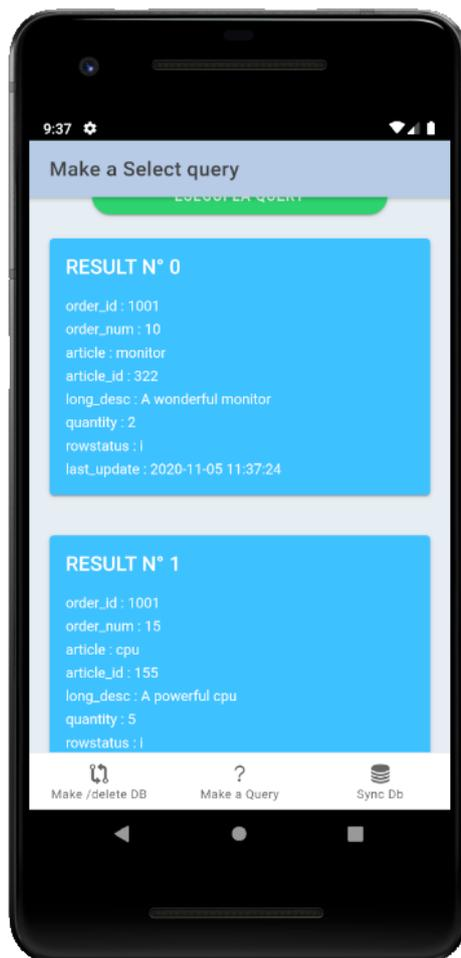 9:37
Make a Select query
RESULT N° 0
order_id : 1001
order_num : 10
article : monitor
article_id : 322
long_desc : A wonderful monitor
quantity : 2
rowstatus : i
last_update : 2020-11-05 11:37:24
RESULT N° 1
order_id : 1001
order_num : 15
article : cpu
article_id : 155
long_desc : A powerful cpu
quantity : 5
rowstatus : i
Make /delete DB
Make a Query
Sync Db